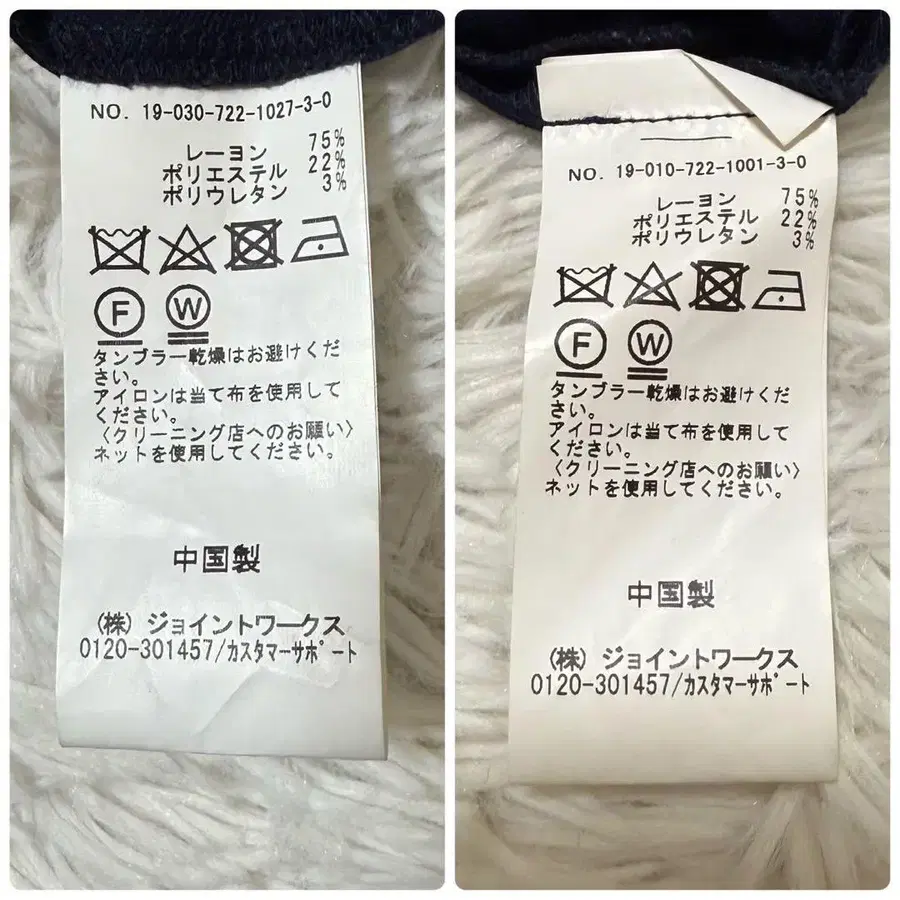 NO. 19-030-722-1027-3-0
レーヨン 75%
ポリエステル 22%
ポリウレタン 3%
F W
タンブラー乾燥はお避けくだ
さい。
アイロンは当て布を使用して
ください。
〈クリーニング店へのお願い〉
ネットを使用してください。
中国製
(株) ジョイントワークス
0120-301457/カスタマーサポート
NO. 19-010-722-1001-3-0
レーヨン 75%
ポリエステル 22%
ポリウレタン 3%
F W
タンブラー乾燥はお避けくだ
さい。
アイロンは当て布を使用して
ください。
〈クリーニング店へのお願い〉
ネットを使用してください。
中国製
(株) ジョイントワークス
0120-301457/カスタマーサポート